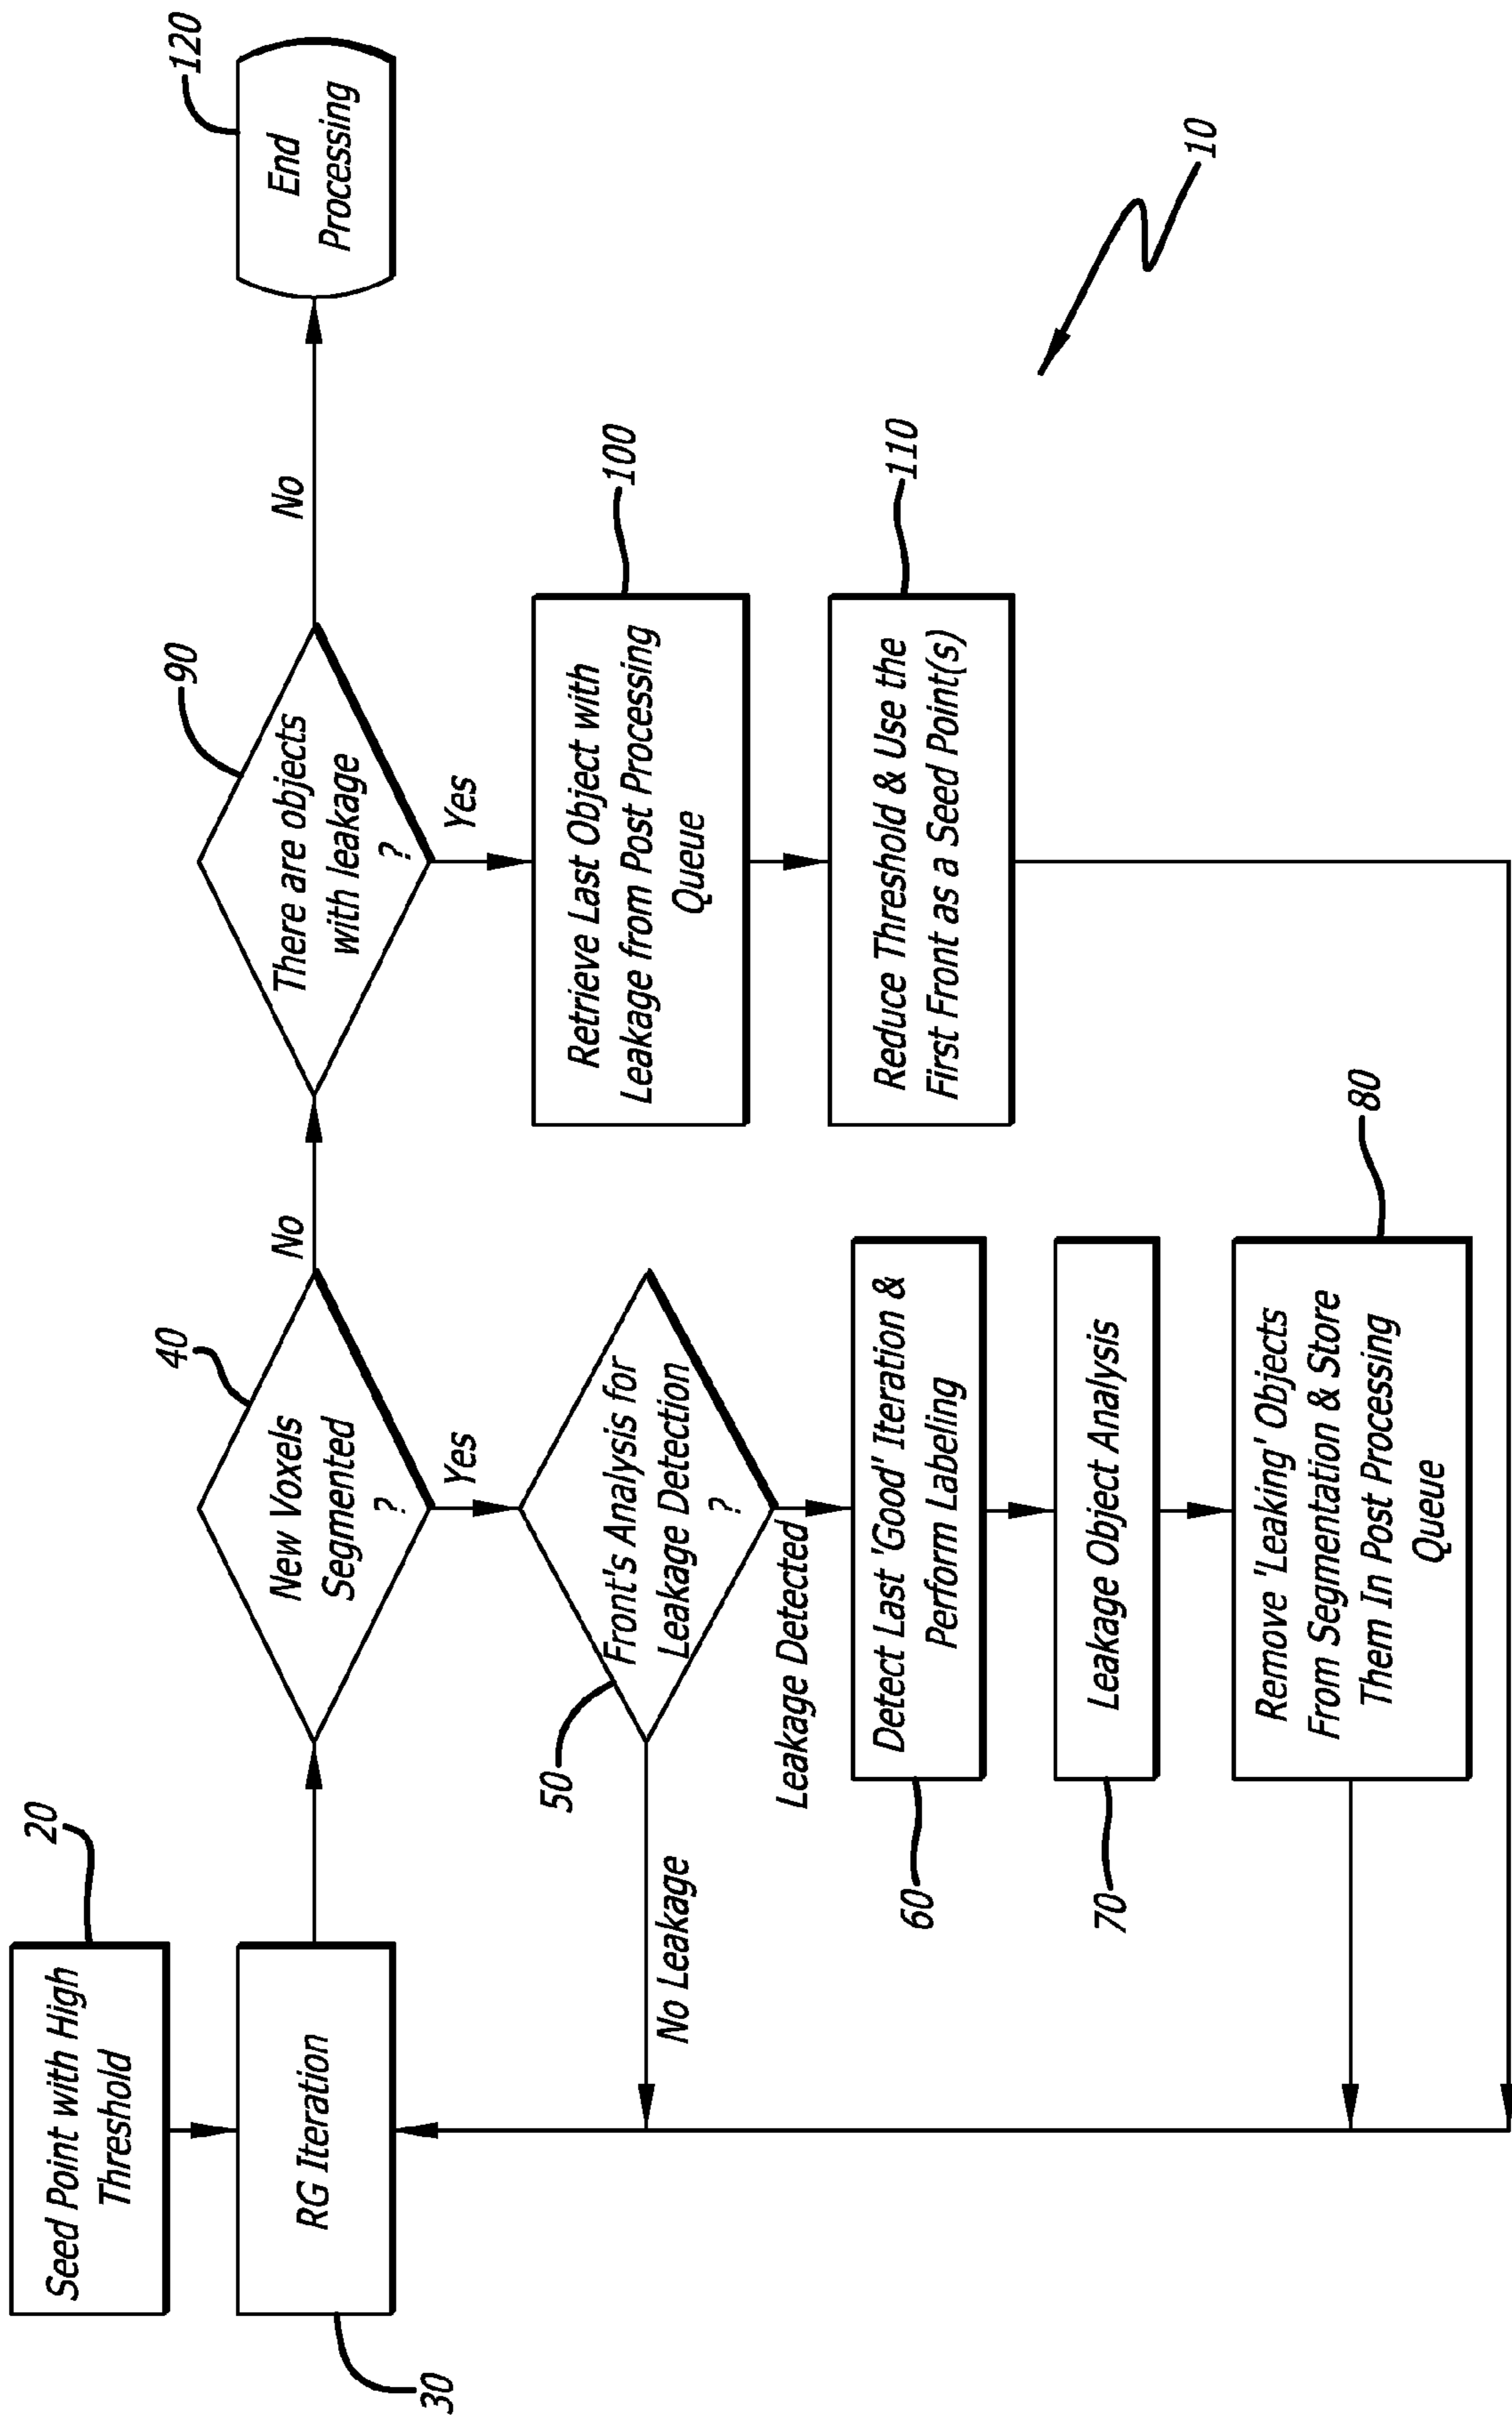 20
Seed Point with High
Threshold
30
RG Iteration
40
New Voxels
Segmented
?
No
Yes
90
There are objects
with leakage
?
No
Yes
120
End
Processing
50
Front's Analysis for
Leakage Detection
?
No Leakage
Leakage Detected
100
Retrieve Last Object with
Leakage from Post Processing
Queue
60
Detect Last 'Good' Iteration &
Perform Labeling
110
Reduce Threshold & Use the
First Front as a Seed Point(s)
70
Leakage Object Analysis
80
Remove 'Leaking' Objects
From Segmentation & Store
Them In Post Processing
Queue
10